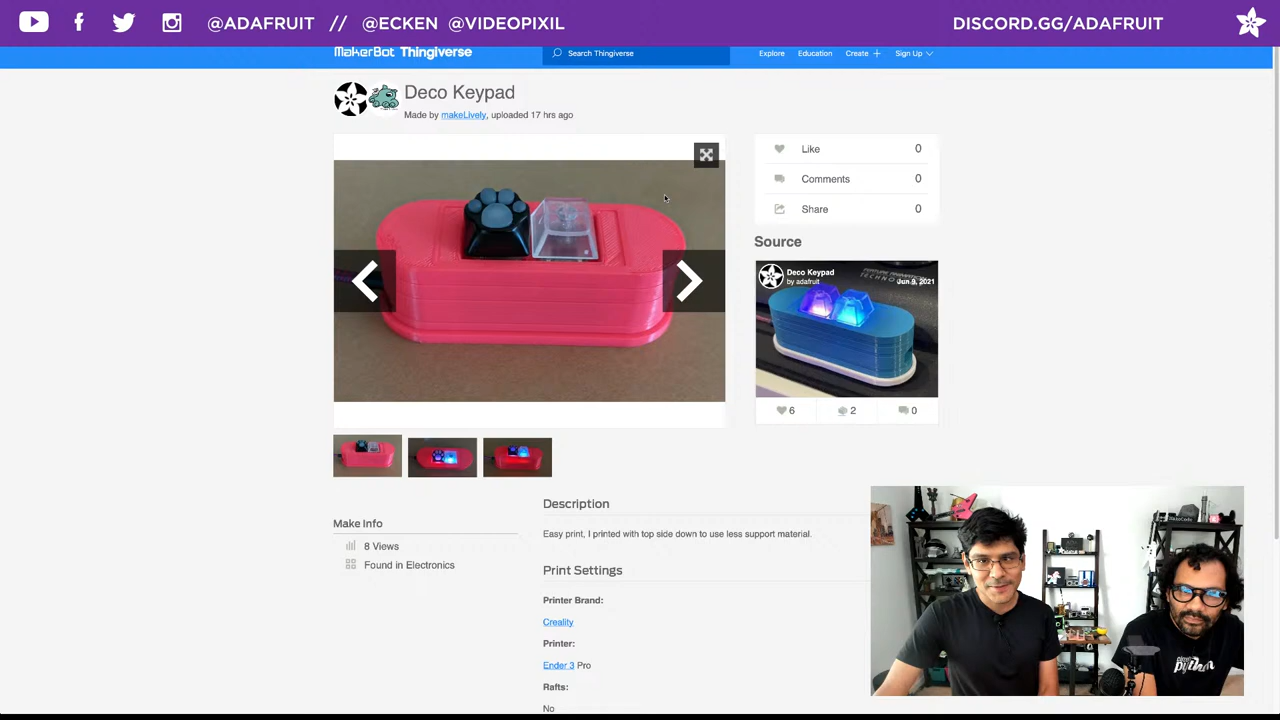 @ADAFRUIT // @ECKEN @VIDEOPIXIL
DISCORD.GG/ADAFRUIT
MakerBot Thingiverse
Search Thingiverse
Explore
Education
Create +
Sign Up
Deco Keypad
Made by makeLively, uploaded 17 hrs ago
Like 0
Comments 0
Share 0
Source
Deco Keypad
by adafruit
Jun 9, 2021
6
2
0
Description
Easy print, I printed with top side down to use less support material.
Make Info
8 Views
Found in Electronics
Print Settings
Printer Brand:
Creality
Printer:
Ender 3 Pro
Rafts:
No
python